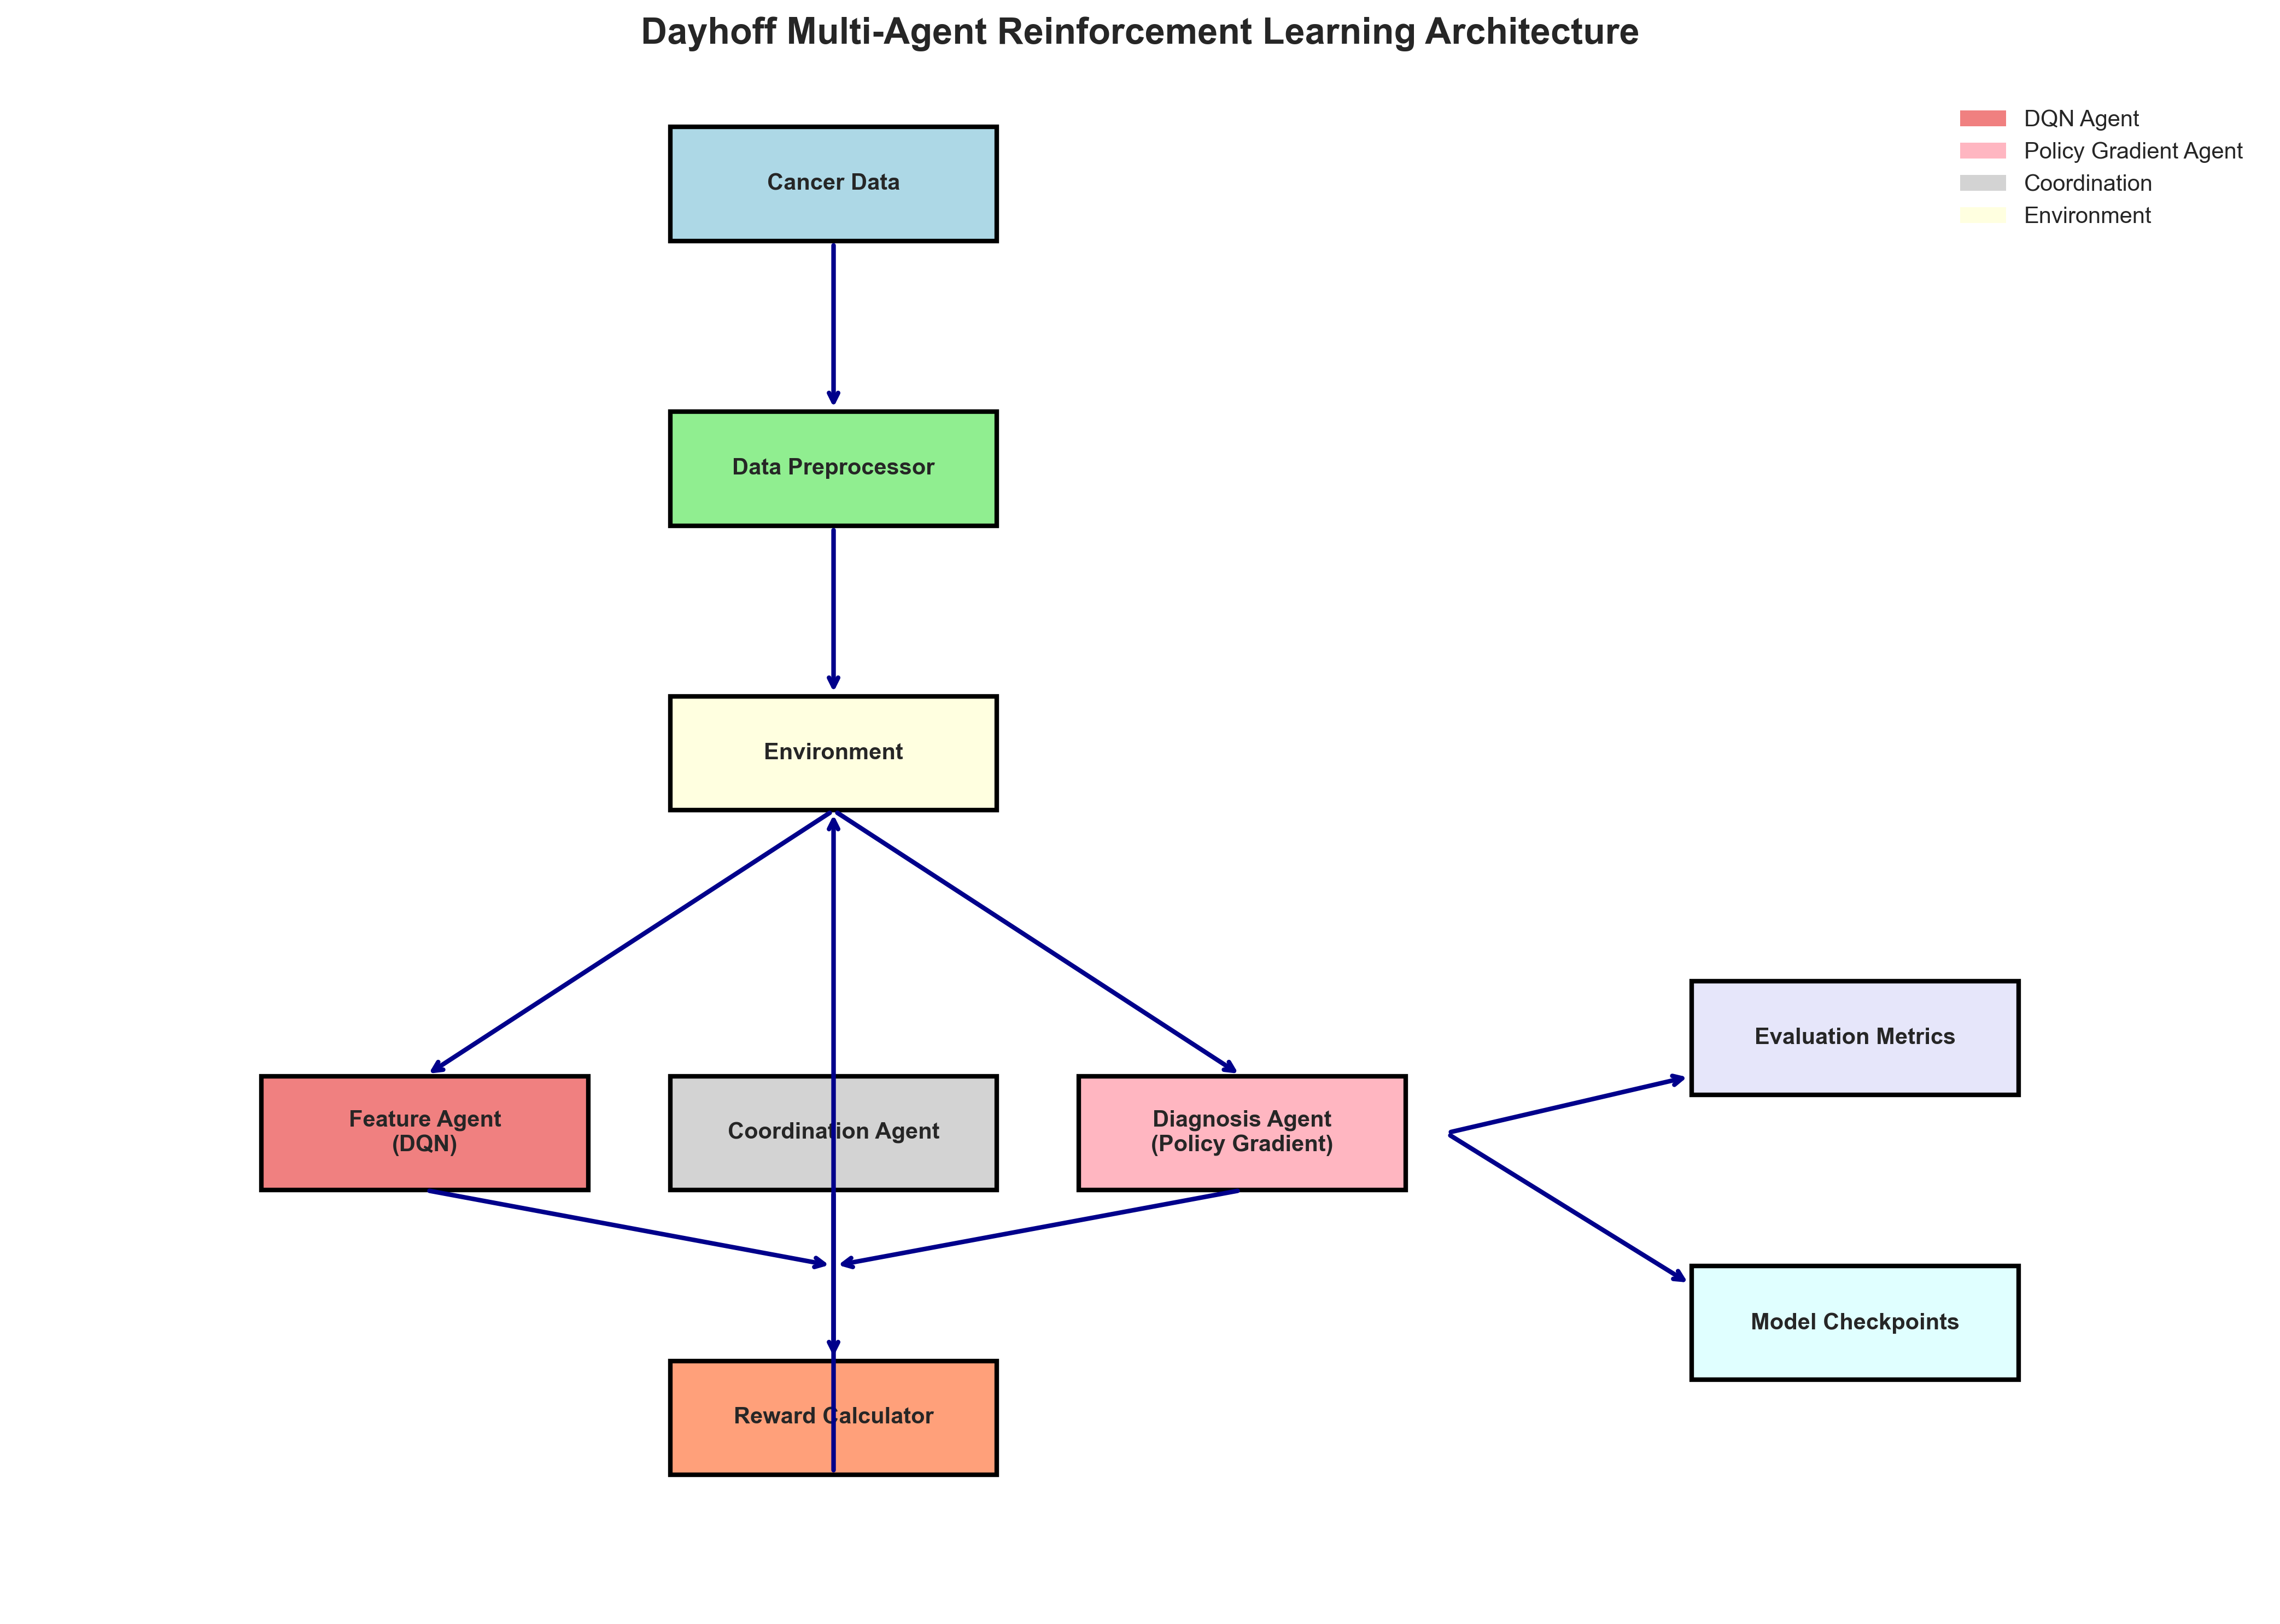 Dayhoff Multi-Agent Reinforcement Learning Architecture
DQN Agent
Policy Gradient Agent
Coordination
Environment
Cancer Data
Data Preprocessor
Environment
Feature Agent
(DQN)
Coordination Agent
Diagnosis Agent
(Policy Gradient)
Evaluation Metrics
Model Checkpoints
Reward Calculator